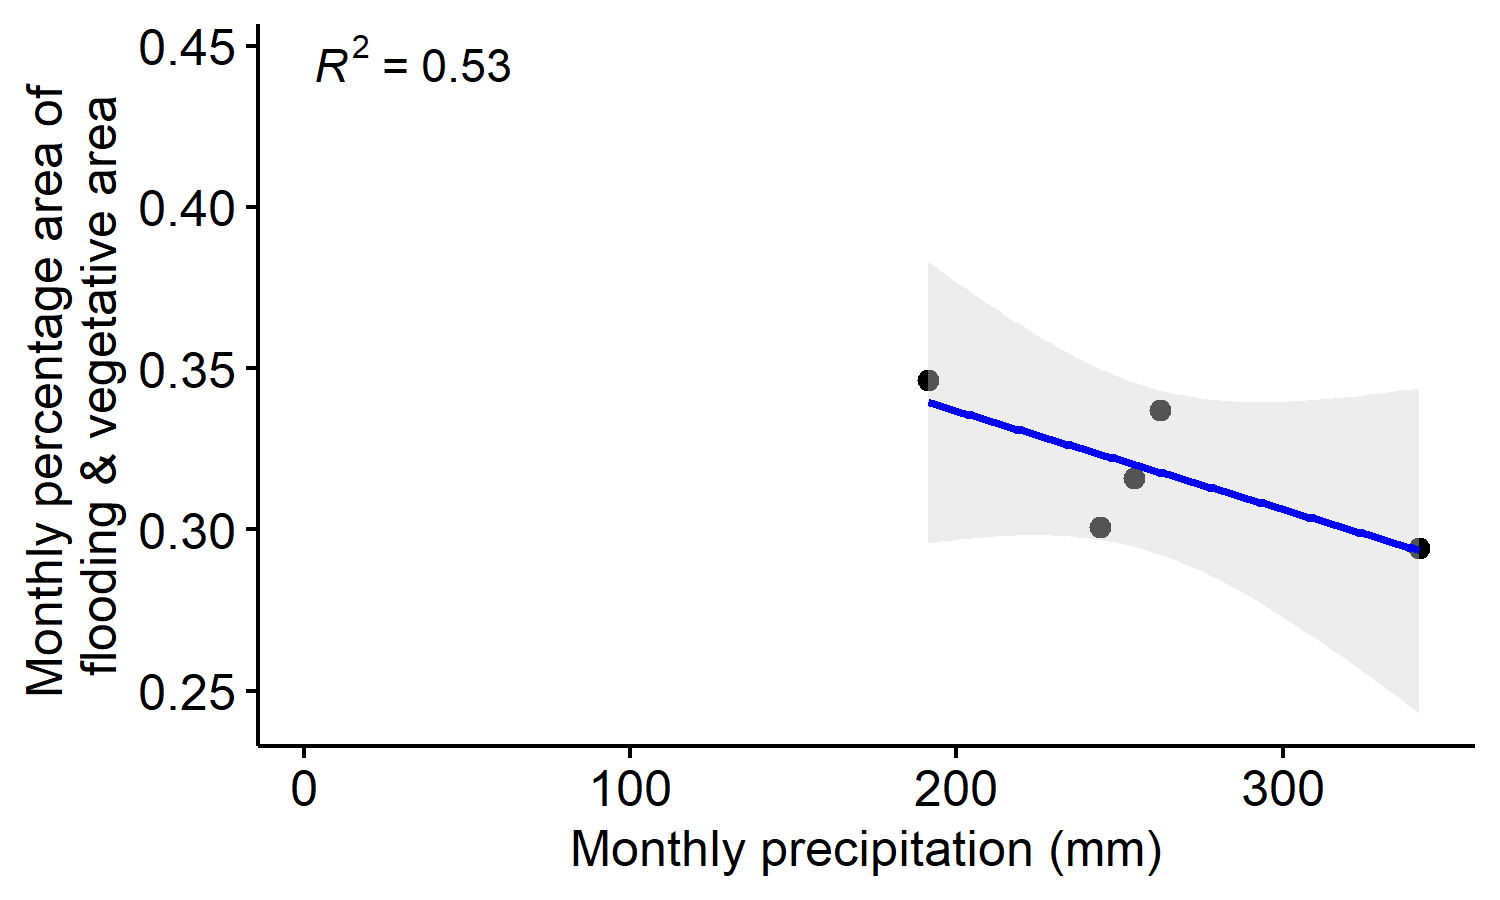 R² = 0.53
Monthly percentage area of
flooding & vegetative area
0.45
0.40
0.35
0.30
0.25
0 100 200 300
Monthly precipitation (mm)